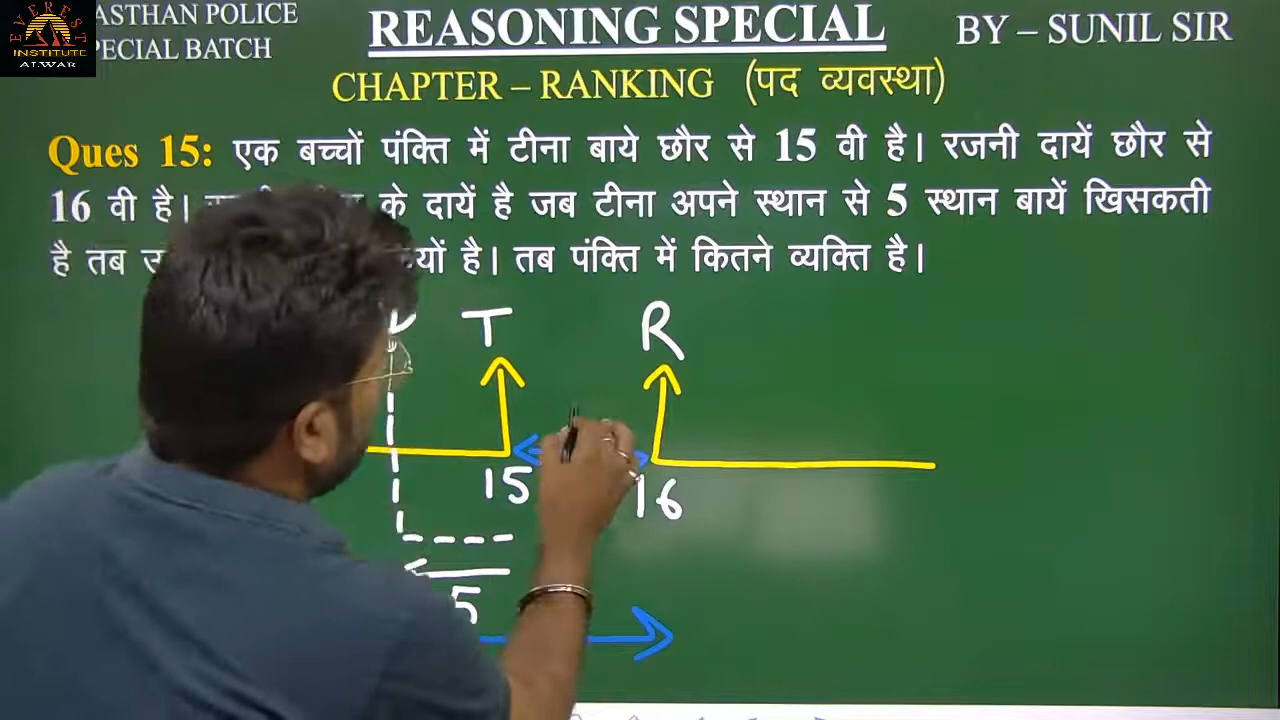 EVEREST
INSTITUTE
ALWAR
ASTHAN POLICE
PECIAL BATCH
REASONING SPECIAL
BY – SUNIL SIR
CHAPTER – RANKING (पद व्यवस्था)
Ques 15: एक बच्चों पंक्ति में टीना बाये छौर से 15 वी है। रजनी दायें छौर से
16 वी है। के दायें है जब टीना अपने स्थान से 5 स्थान बायें खिसकती
है तब यों है। तब पंक्ति में कितने व्यक्ति है।
T R
15 16
5